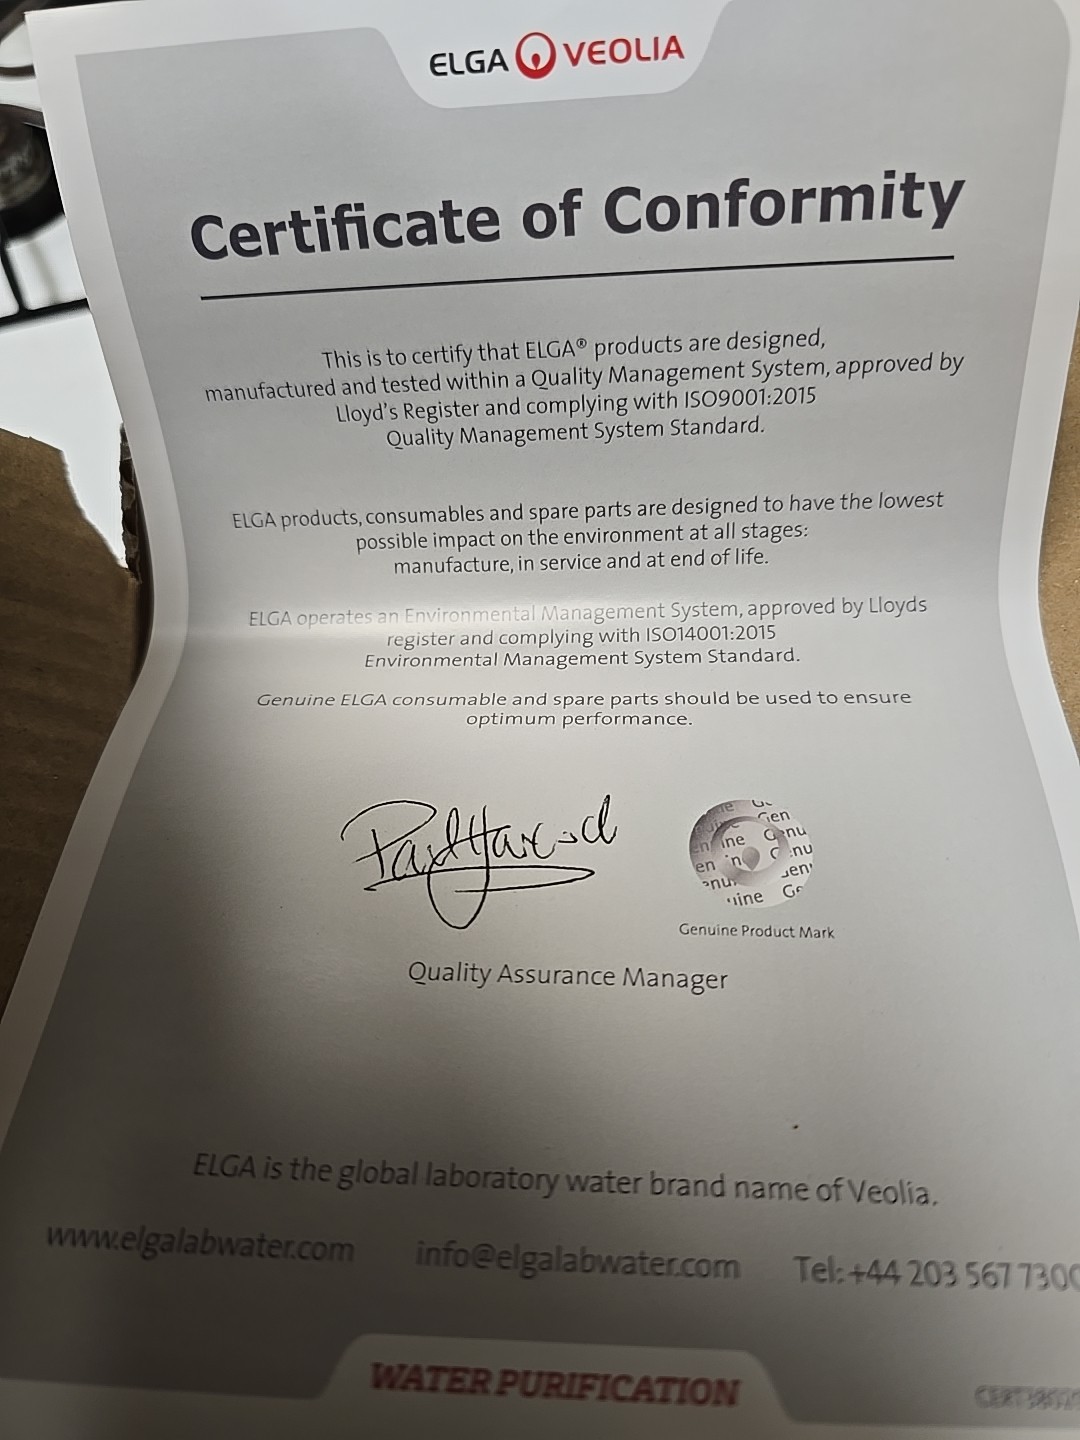 ELGA VEOLIA
Certificate of Conformity
This is to certify that ELGA® products are designed,
manufactured and tested within a Quality Management System, approved by
Lloyd's Register and complying with ISO9001:2015
Quality Management System Standard.
ELGA products, consumables and spare parts are designed to have the lowest
possible impact on the environment at all stages:
manufacture, in service and at end of life.
ELGA operates an Environmental Management System, approved by Lloyds
register and complying with ISO14001:2015
Environmental Management System Standard.
Genuine ELGA consumable and spare parts should be used to ensure
optimum performance.
Genuine Product Mark
Quality Assurance Manager
ELGA is the global laboratory water brand name of Veolia.
www.elgalabwater.com info@elgalabwater.com Tel: +44 203 567 7300
WATER PURIFICATION